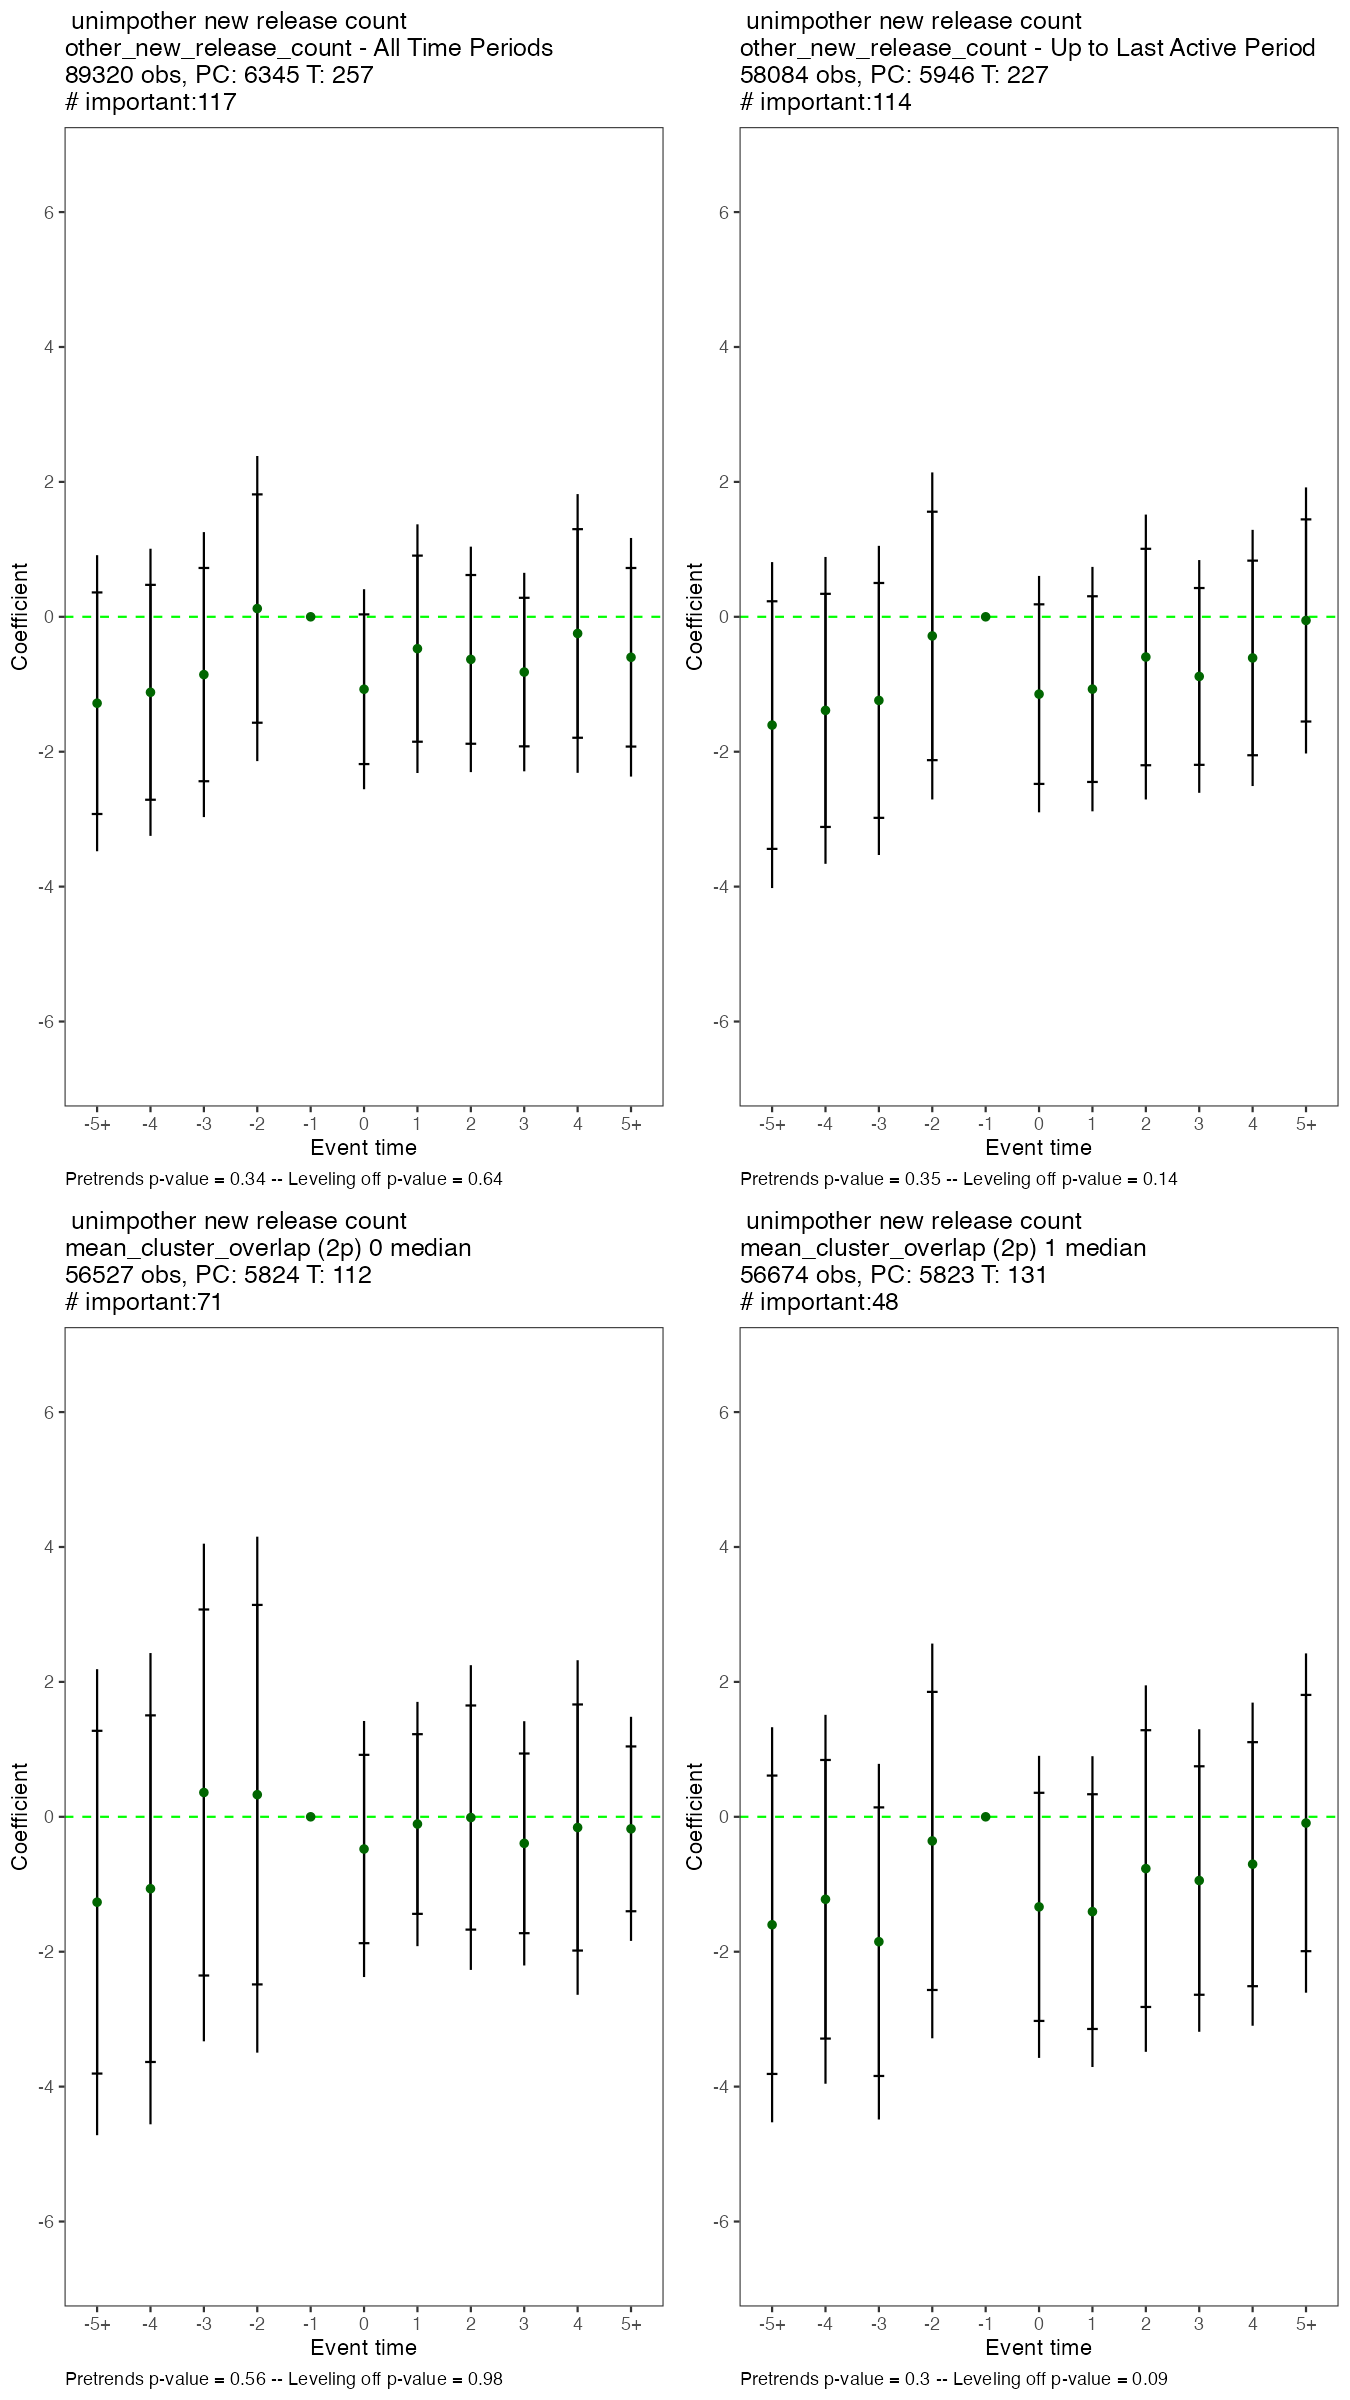 unimpother new release count
other_new_release_count - All Time Periods
89320 obs, PC: 6345 T: 257
# important:117
6
4
2
0
-2
-4
-6
Coefficient
-5+ -4 -3 -2 -1 0 1 2 3 4 5+
Event time
Pretrends p-value = 0.34 -- Leveling off p-value = 0.64
unimpother new release count
other_new_release_count - Up to Last Active Period
58084 obs, PC: 5946 T: 227
# important:114
6
4
2
0
-2
-4
-6
Coefficient
-5+ -4 -3 -2 -1 0 1 2 3 4 5+
Event time
Pretrends p-value = 0.35 -- Leveling off p-value = 0.14
unimpother new release count
mean_cluster_overlap (2p) 0 median
56527 obs, PC: 5824 T: 112
# important:71
6
4
2
0
-2
-4
-6
Coefficient
-5+ -4 -3 -2 -1 0 1 2 3 4 5+
Event time
Pretrends p-value = 0.56 -- Leveling off p-value = 0.98
unimpother new release count
mean_cluster_overlap (2p) 1 median
56674 obs, PC: 5823 T: 131
# important:48
6
4
2
0
-2
-4
-6
Coefficient
-5+ -4 -3 -2 -1 0 1 2 3 4 5+
Event time
Pretrends p-value = 0.3 -- Leveling off p-value = 0.09